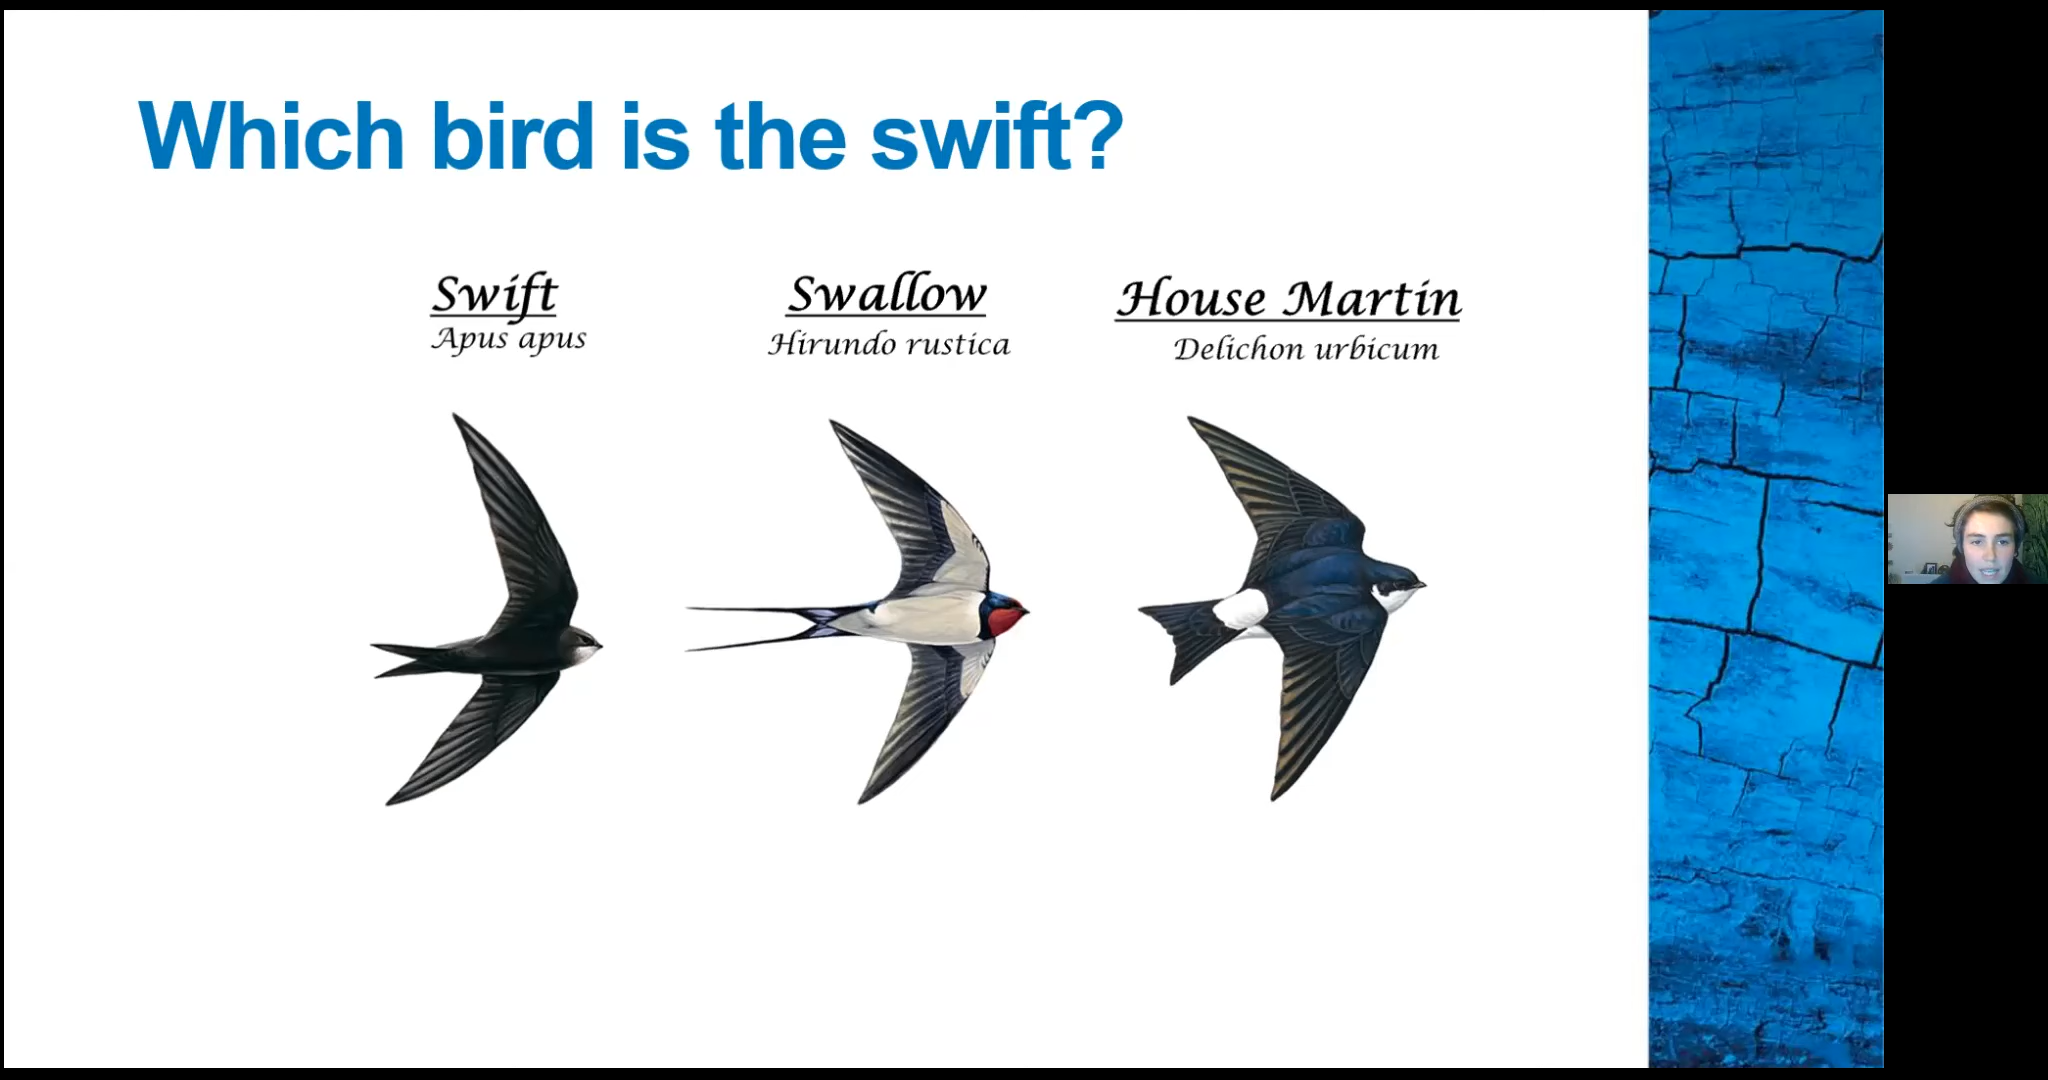 Which bird is the swift?
Swift
Apus apus
Swallow
Hirundo rustica
House Martin
Delichon urbicum